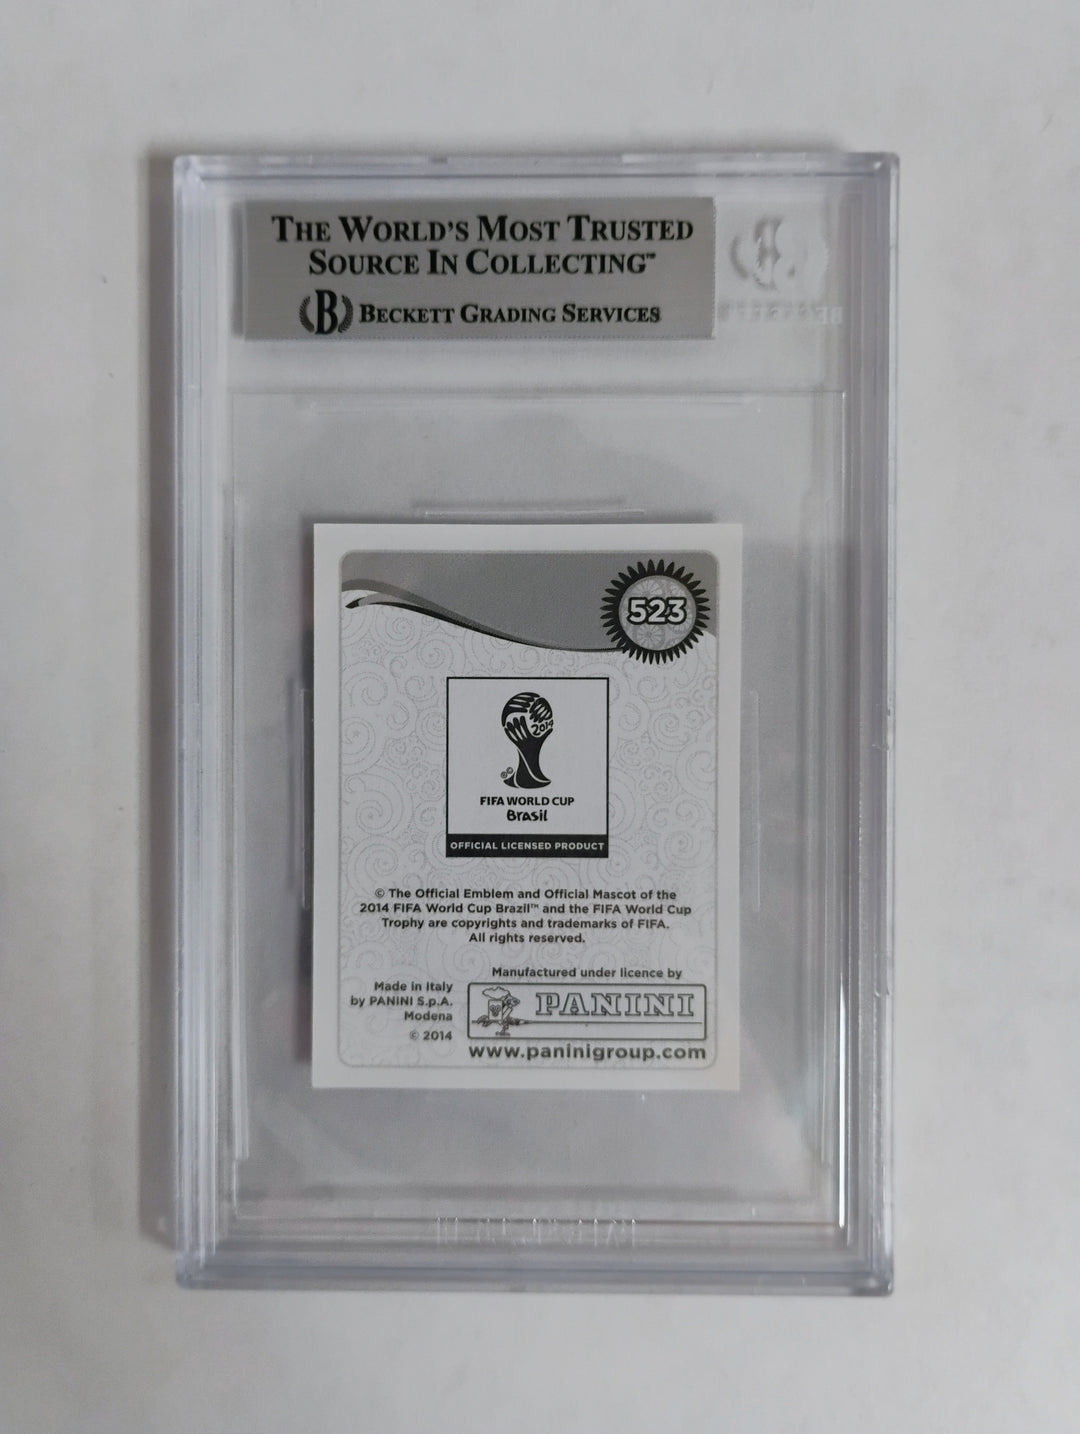 THE WORLD'S MOST TRUSTED
SOURCE IN COLLECTING™
B BECKETT GRADING SERVICES
523
2014
FIFA WORLD CUP
Brasil
OFFICIAL LICENSED PRODUCT
© The Official Emblem and Official Mascot of the
2014 FIFA World Cup Brazil™ and the FIFA World Cup
Trophy are copyrights and trademarks of FIFA.
All rights reserved.
Manufactured under licence by
Made in Italy
by PANINI S.p.A.
Modena
© 2014
PANINI
www.paninigroup.com